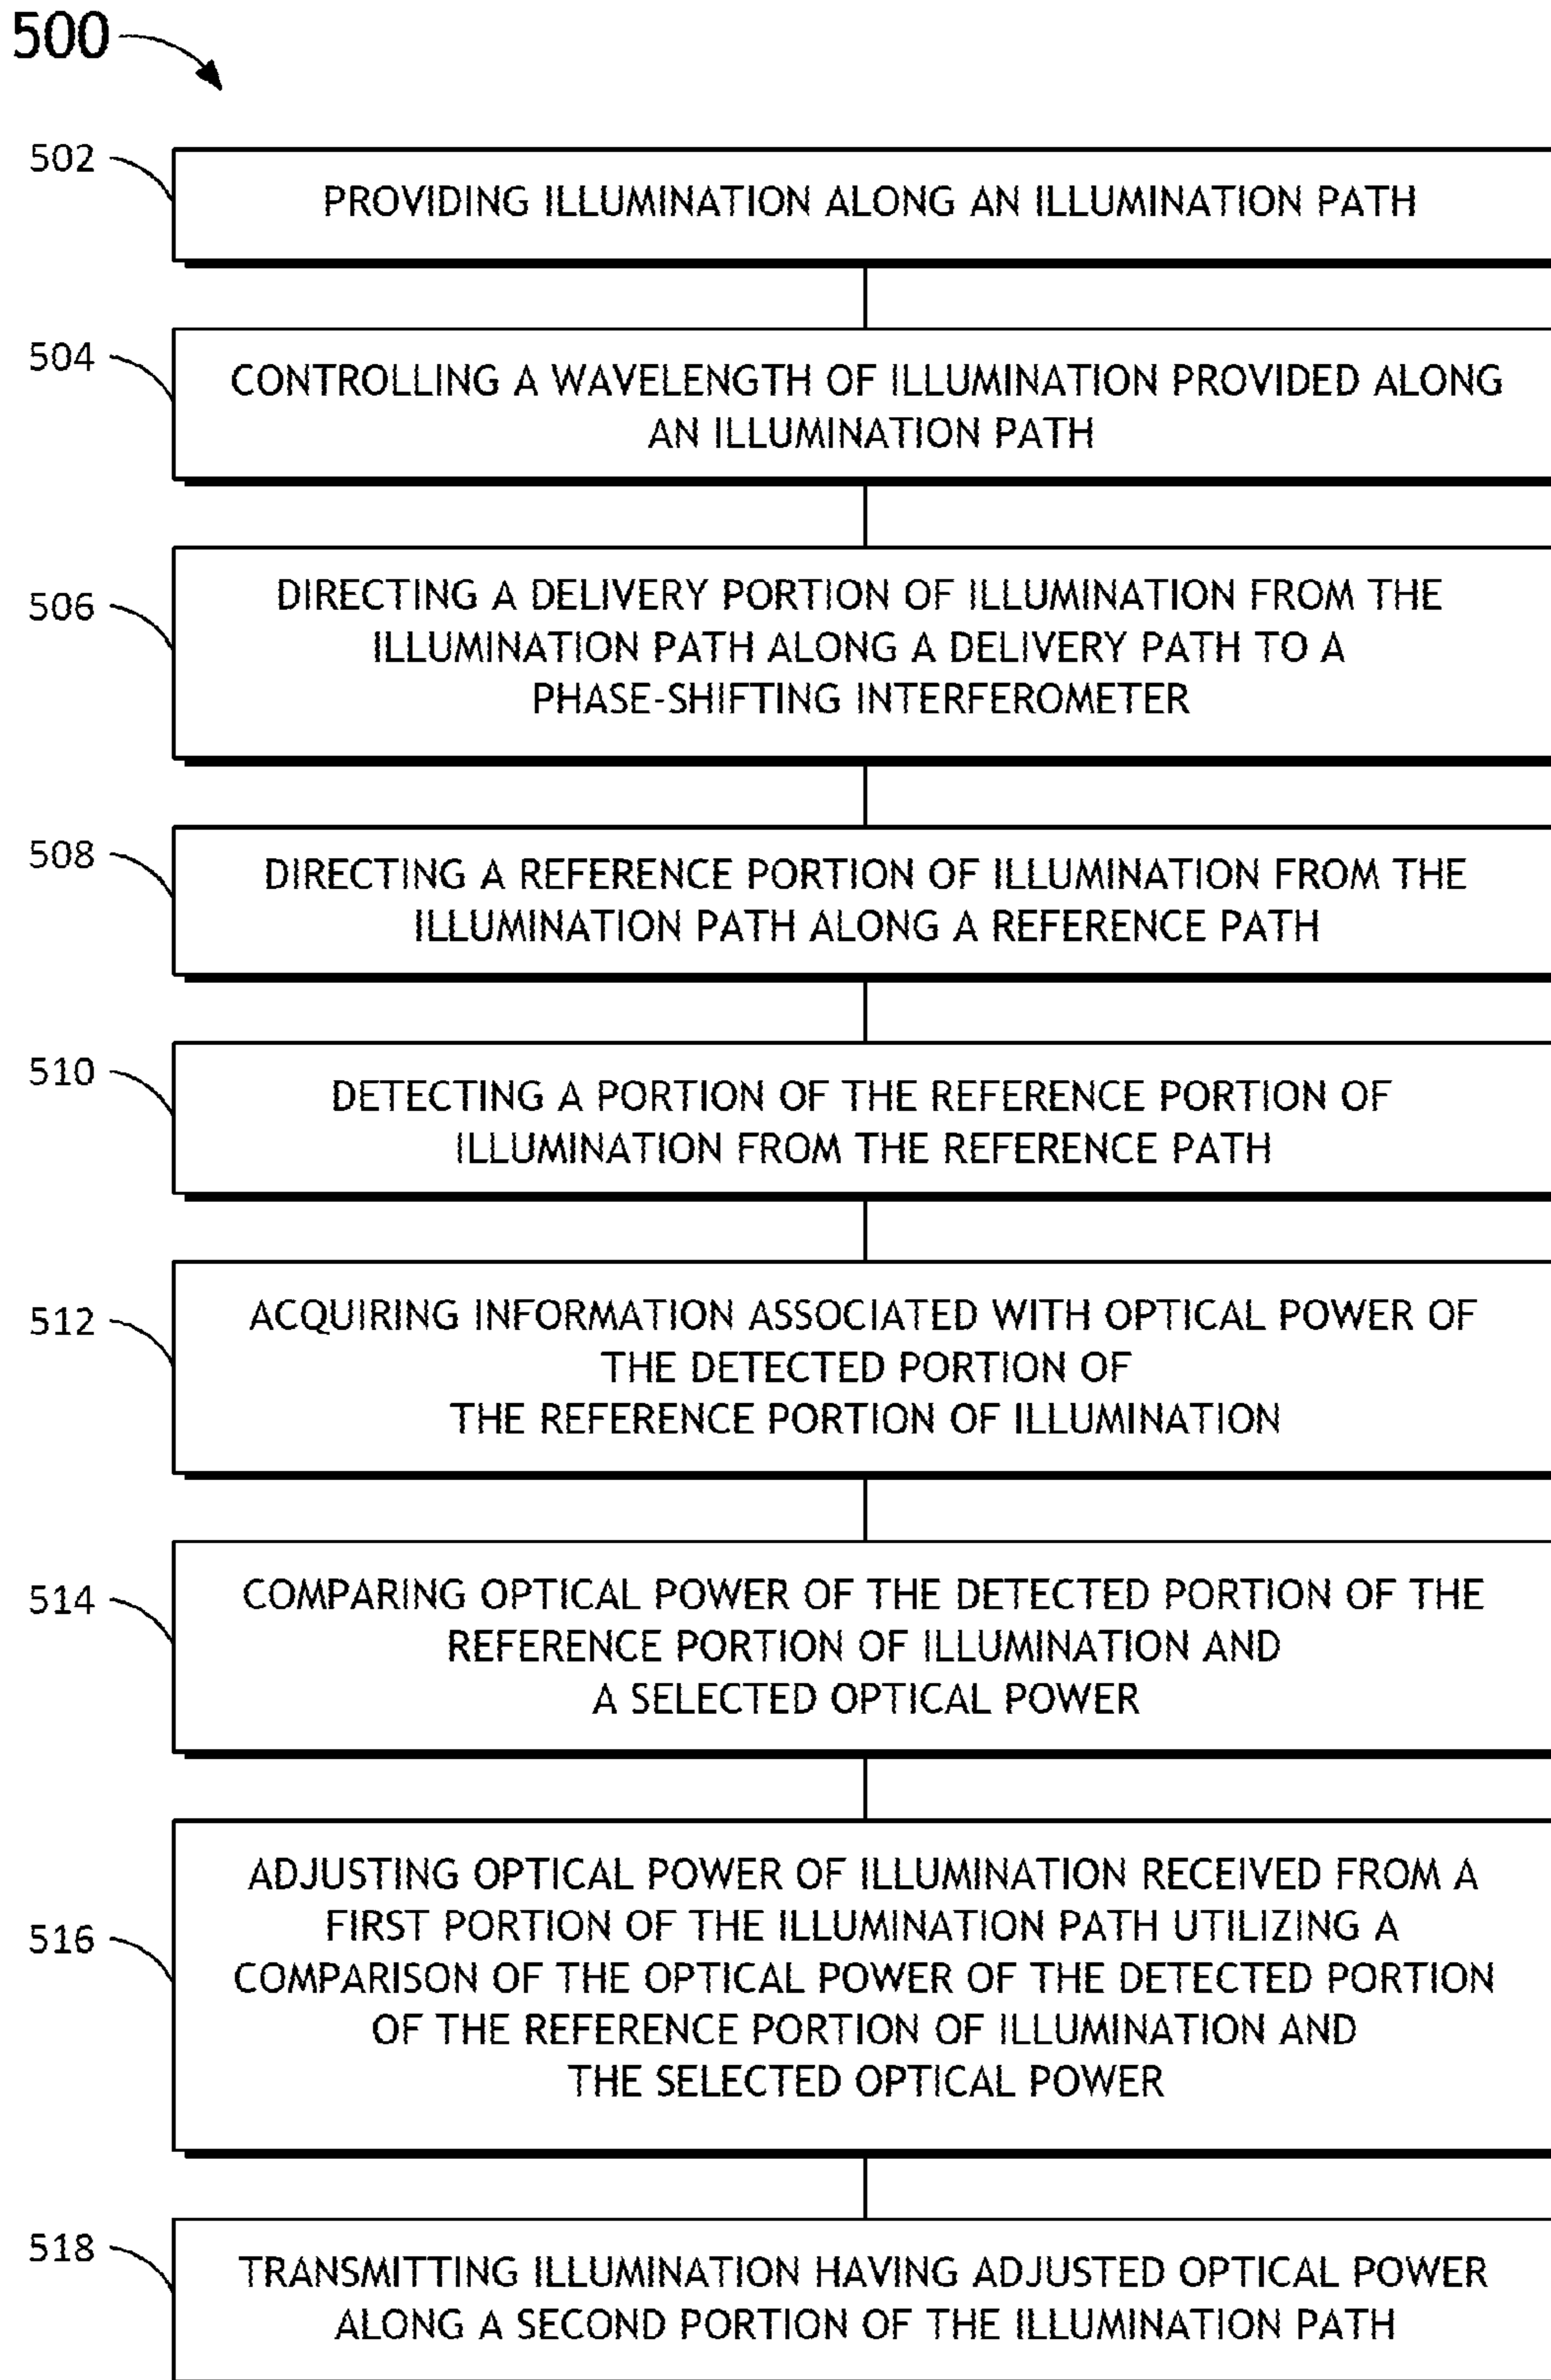 500
502
PROVIDING ILLUMINATION ALONG AN ILLUMINATION PATH
504
CONTROLLING A WAVELENGTH OF ILLUMINATION PROVIDED ALONG
AN ILLUMINATION PATH
506
DIRECTING A DELIVERY PORTION OF ILLUMINATION FROM THE
ILLUMINATION PATH ALONG A DELIVERY PATH TO A
PHASE-SHIFTING INTERFEROMETER
508
DIRECTING A REFERENCE PORTION OF ILLUMINATION FROM THE
ILLUMINATION PATH ALONG A REFERENCE PATH
510
DETECTING A PORTION OF THE REFERENCE PORTION OF
ILLUMINATION FROM THE REFERENCE PATH
512
ACQUIRING INFORMATION ASSOCIATED WITH OPTICAL POWER OF
THE DETECTED PORTION OF
THE REFERENCE PORTION OF ILLUMINATION
514
COMPARING OPTICAL POWER OF THE DETECTED PORTION OF THE
REFERENCE PORTION OF ILLUMINATION AND
A SELECTED OPTICAL POWER
516
ADJUSTING OPTICAL POWER OF ILLUMINATION RECEIVED FROM A
FIRST PORTION OF THE ILLUMINATION PATH UTILIZING A
COMPARISON OF THE OPTICAL POWER OF THE DETECTED PORTION
OF THE REFERENCE PORTION OF ILLUMINATION AND
THE SELECTED OPTICAL POWER
518
TRANSMITTING ILLUMINATION HAVING ADJUSTED OPTICAL POWER
ALONG A SECOND PORTION OF THE ILLUMINATION PATH